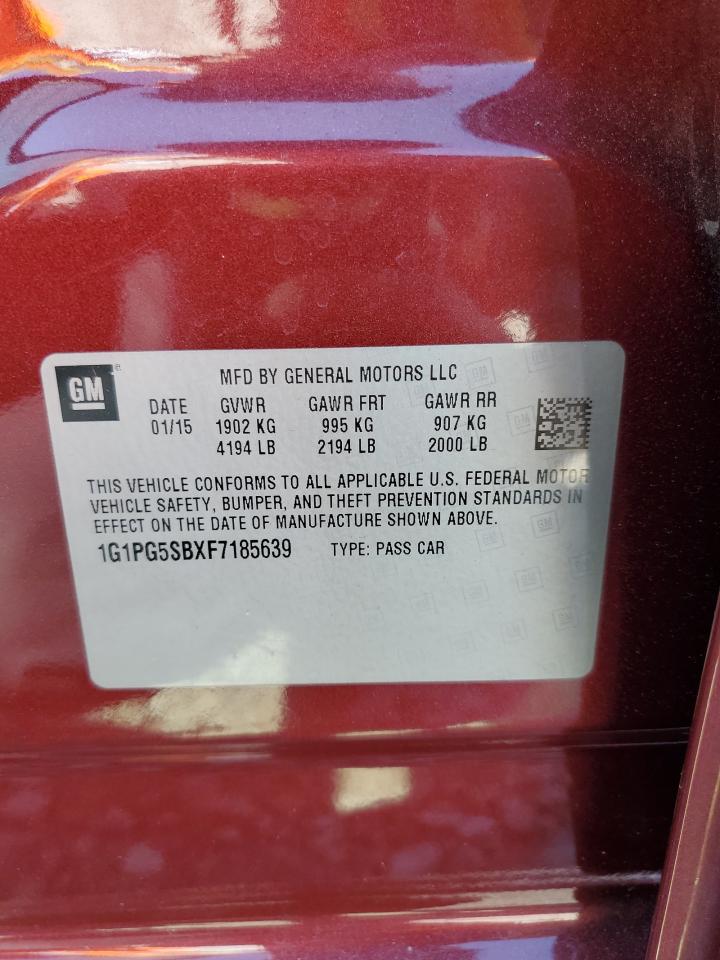 GM
MFD BY GENERAL MOTORS LLC
DATE GVWR GAWR FRT GAWR RR
01/15 1902 KG 995 KG 907 KG
4194 LB 2194 LB 2000 LB
THIS VEHICLE CONFORMS TO ALL APPLICABLE U.S. FEDERAL MOTOR
VEHICLE SAFETY, BUMPER, AND THEFT PREVENTION STANDARDS IN
EFFECT ON THE DATE OF MANUFACTURE SHOWN ABOVE.
1G1PG5SBXF7185639 TYPE: PASS CAR